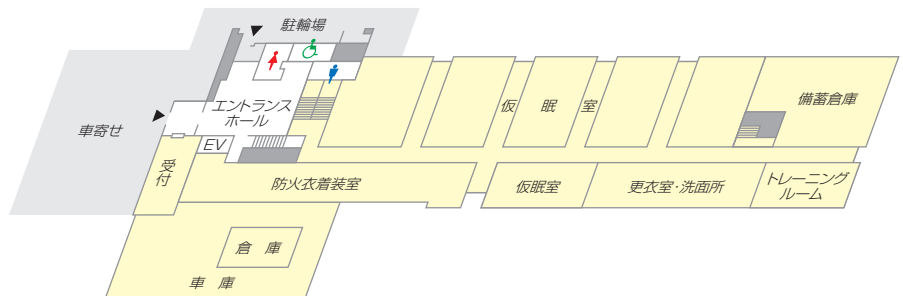 駐輪場
車寄せ
エントランス
ホール
EV
受付
仮眠室
備蓄倉庫
防火衣着装室
仮眠室
更衣室・洗面所
トレーニング
ルーム
倉庫
車庫